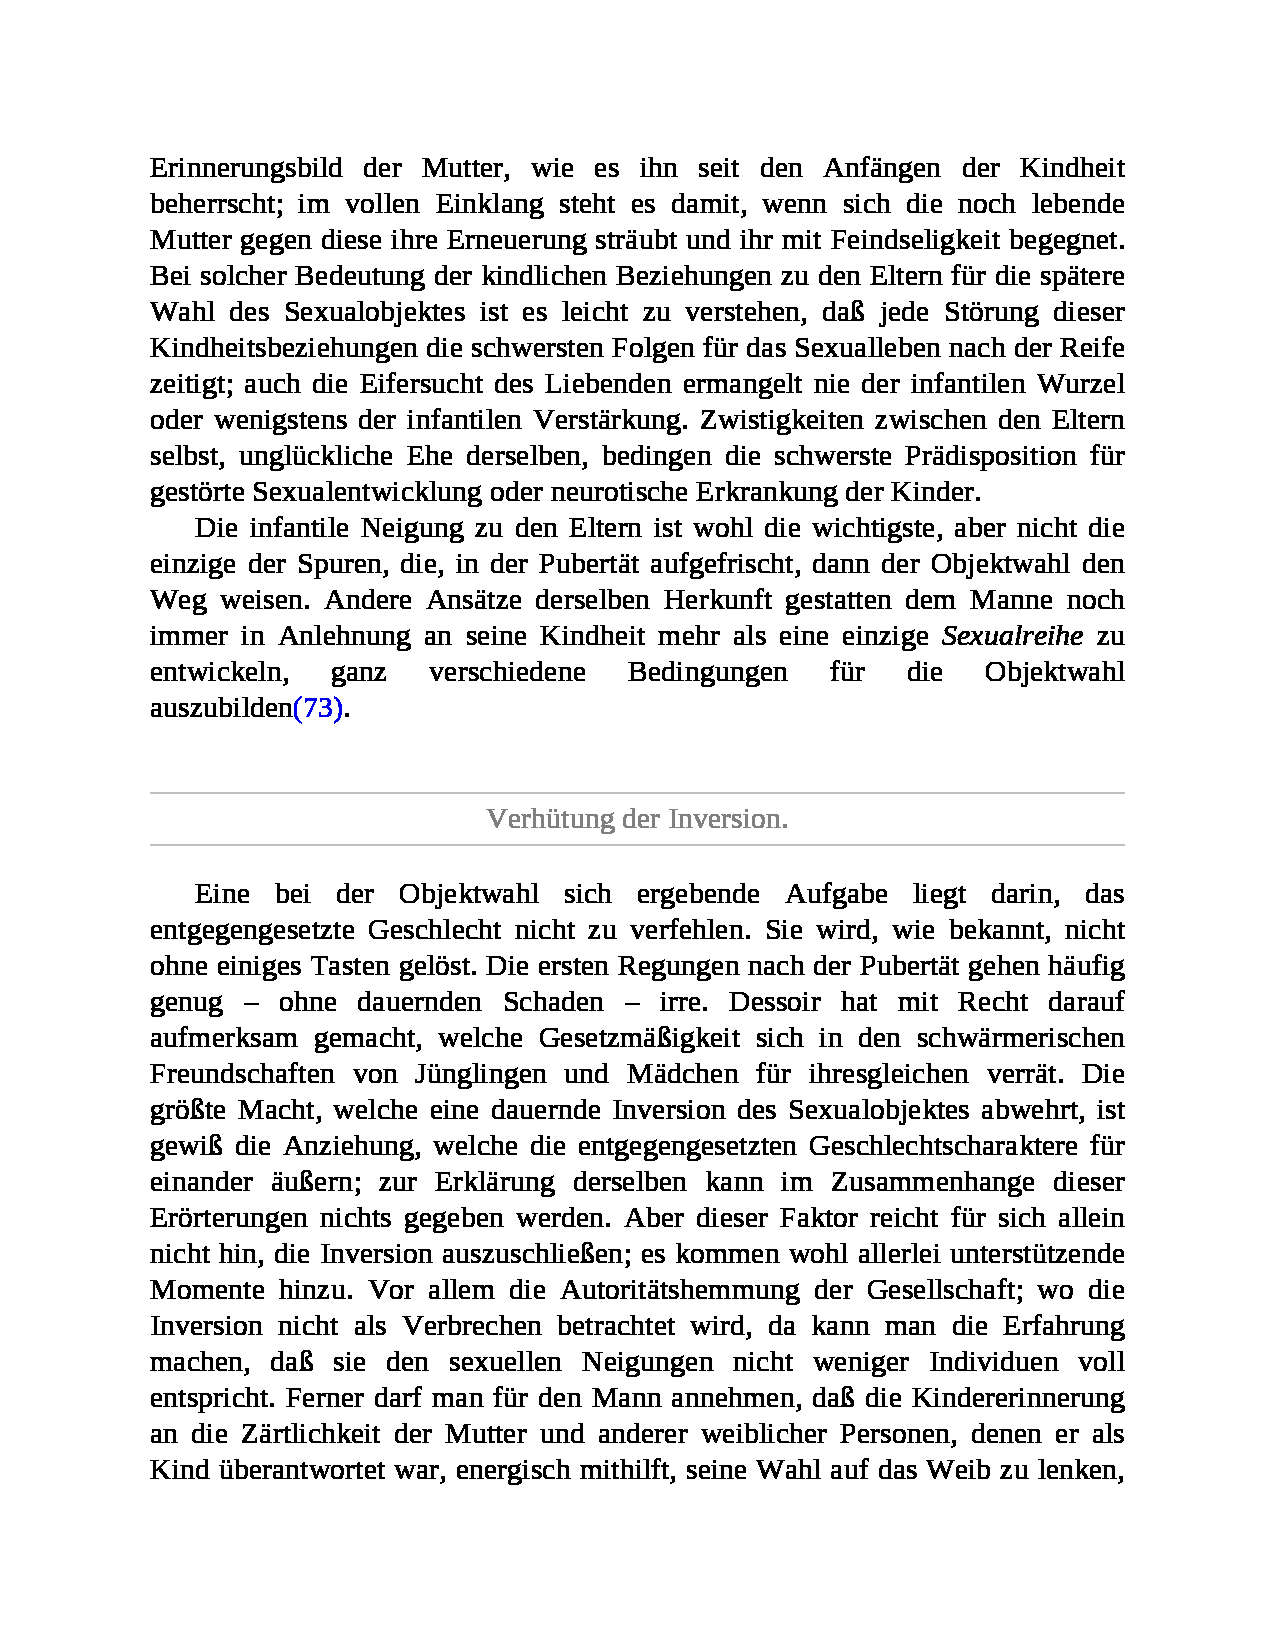 Erinnerungsbild der Mutter, wie es ihn seit den Anfängen der Kindheit
beherrscht; im vollen Einklang steht es damit, wenn sich die noch lebende
Mutter gegen diese ihre Erneuerung sträubt und ihr mit Feindseligkeit begegnet.
Bei solcher Bedeutung der kindlichen Beziehungen zu den Eltern für die spätere
Wahl des Sexualobjektes ist es leicht zu verstehen, daß jede Störung dieser
Kindheitsbeziehungen die schwersten Folgen für das Sexualleben nach der Reife
zeitigt; auch die Eifersucht des Liebenden ermangelt nie der infantilen Wurzel
oder wenigstens der infantilen Verstärkung. Zwistigkeiten zwischen den Eltern
selbst, unglückliche Ehe derselben, bedingen die schwerste Prädisposition für
gestörte Sexualentwicklung oder neurotische Erkrankung der Kinder.
Die infantile Neigung zu den Eltern ist wohl die wichtigste, aber nicht die
einzige der Spuren, die, in der Pubertät aufgefrischt, dann der Objektwahl den
Weg weisen. Andere Ansätze derselben Herkunft gestatten dem Manne noch
immer in Anlehnung an seine Kindheit mehr als eine einzige Sexualreihe zu
entwickeln, ganz verschiedene Bedingungen für die Objektwahl
auszubilden(73).
Verhütung der Inversion.
Eine bei der Objektwahl sich ergebende Aufgabe liegt darin, das
entgegengesetzte Geschlecht nicht zu verfehlen. Sie wird, wie bekannt, nicht
ohne einiges Tasten gelöst. Die ersten Regungen nach der Pubertät gehen häufig
genug – ohne dauernden Schaden – irre. Dessoir hat mit Recht darauf
aufmerksam gemacht, welche Gesetzmäßigkeit sich in den schwärmerischen
Freundschaften von Jünglingen und Mädchen für ihresgleichen verrät. Die
größte Macht, welche eine dauernde Inversion des Sexualobjektes abwehrt, ist
gewiß die Anziehung, welche die entgegengesetzten Geschlechtscharaktere für
einander äußern; zur Erklärung derselben kann im Zusammenhange dieser
Erörterungen nichts gegeben werden. Aber dieser Faktor reicht für sich allein
nicht hin, die Inversion auszuschließen; es kommen wohl allerlei unterstützende
Momente hinzu. Vor allem die Autoritätshemmung der Gesellschaft; wo die
Inversion nicht als Verbrechen betrachtet wird, da kann man die Erfahrung
machen, daß sie den sexuellen Neigungen nicht weniger Individuen voll
entspricht. Ferner darf man für den Mann annehmen, daß die Kindererinnerung
an die Zärtlichkeit der Mutter und anderer weiblicher Personen, denen er als
Kind überantwortet war, energisch mithilft, seine Wahl auf das Weib zu lenken,